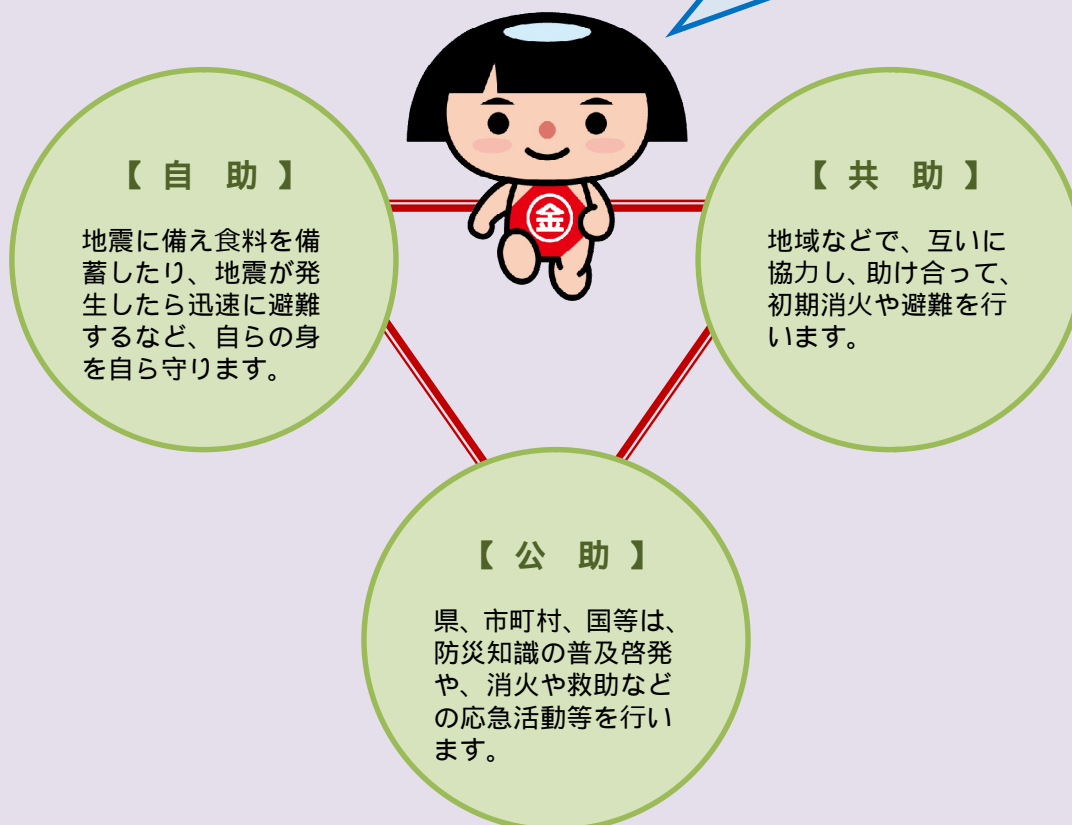 金
【 自　助 】
地震に備え食料を備
蓄したり、地震が発
生したら迅速に避難
するなど、自らの身
を自ら守ります。
【 共　助 】
地域などで、互いに
協力し、助け合って、
初期消火や避難を行
います。
【 公　助 】
県、市町村、国等は、
防災知識の普及啓発
や、消火や救助など
の応急活動等を行い
ます。